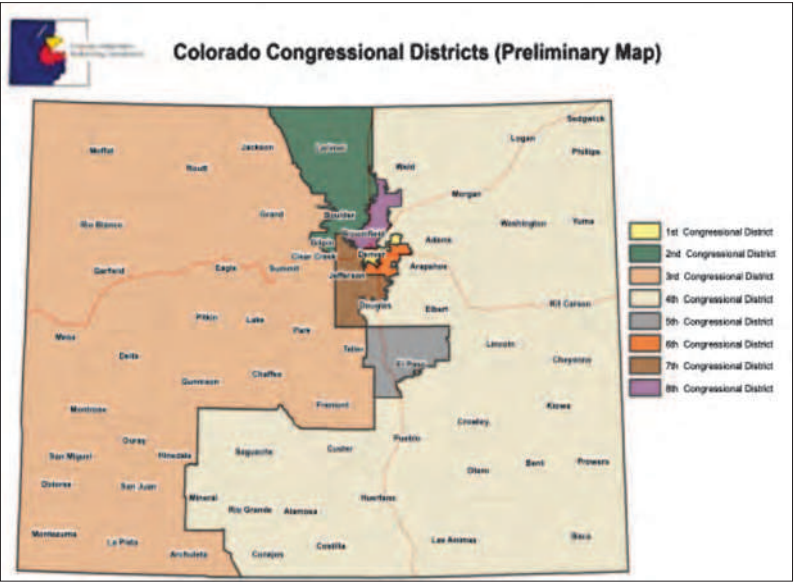 Colorado Congressional Districts (Preliminary Map)
Sedgwick
Logan
Moffat
Jackson
Larimer
Phillips
Routt
Weld
Morgan
Grand
Boulder
Washington
Yuma
Rio Blanco
Broomfield
Gilpin
Adams
Clear Creek
Denver
Garfield
Eagle
Summit
Jefferson
Arapahoe
Douglas
Elbert
Kit Carson
Pitkin
Lake
Park
Mesa
Teller
Lincoln
Delta
El Paso
Cheyenne
Gunnison
Chaffee
Fremont
Kiowa
Montrose
Crowley
Ouray
Pueblo
San Miguel
Hinsdale
Saguache
Custer
Otero
Bent
Prowers
Dolores
San Juan
Mineral
Huerfano
Rio Grande
Alamosa
Montezuma
La Plata
Archuleta
Conejos
Costilla
Las Animas
Baca
1st Congressional District
2nd Congressional District
3rd Congressional District
4th Congressional District
5th Congressional District
6th Congressional District
7th Congressional District
8th Congressional District